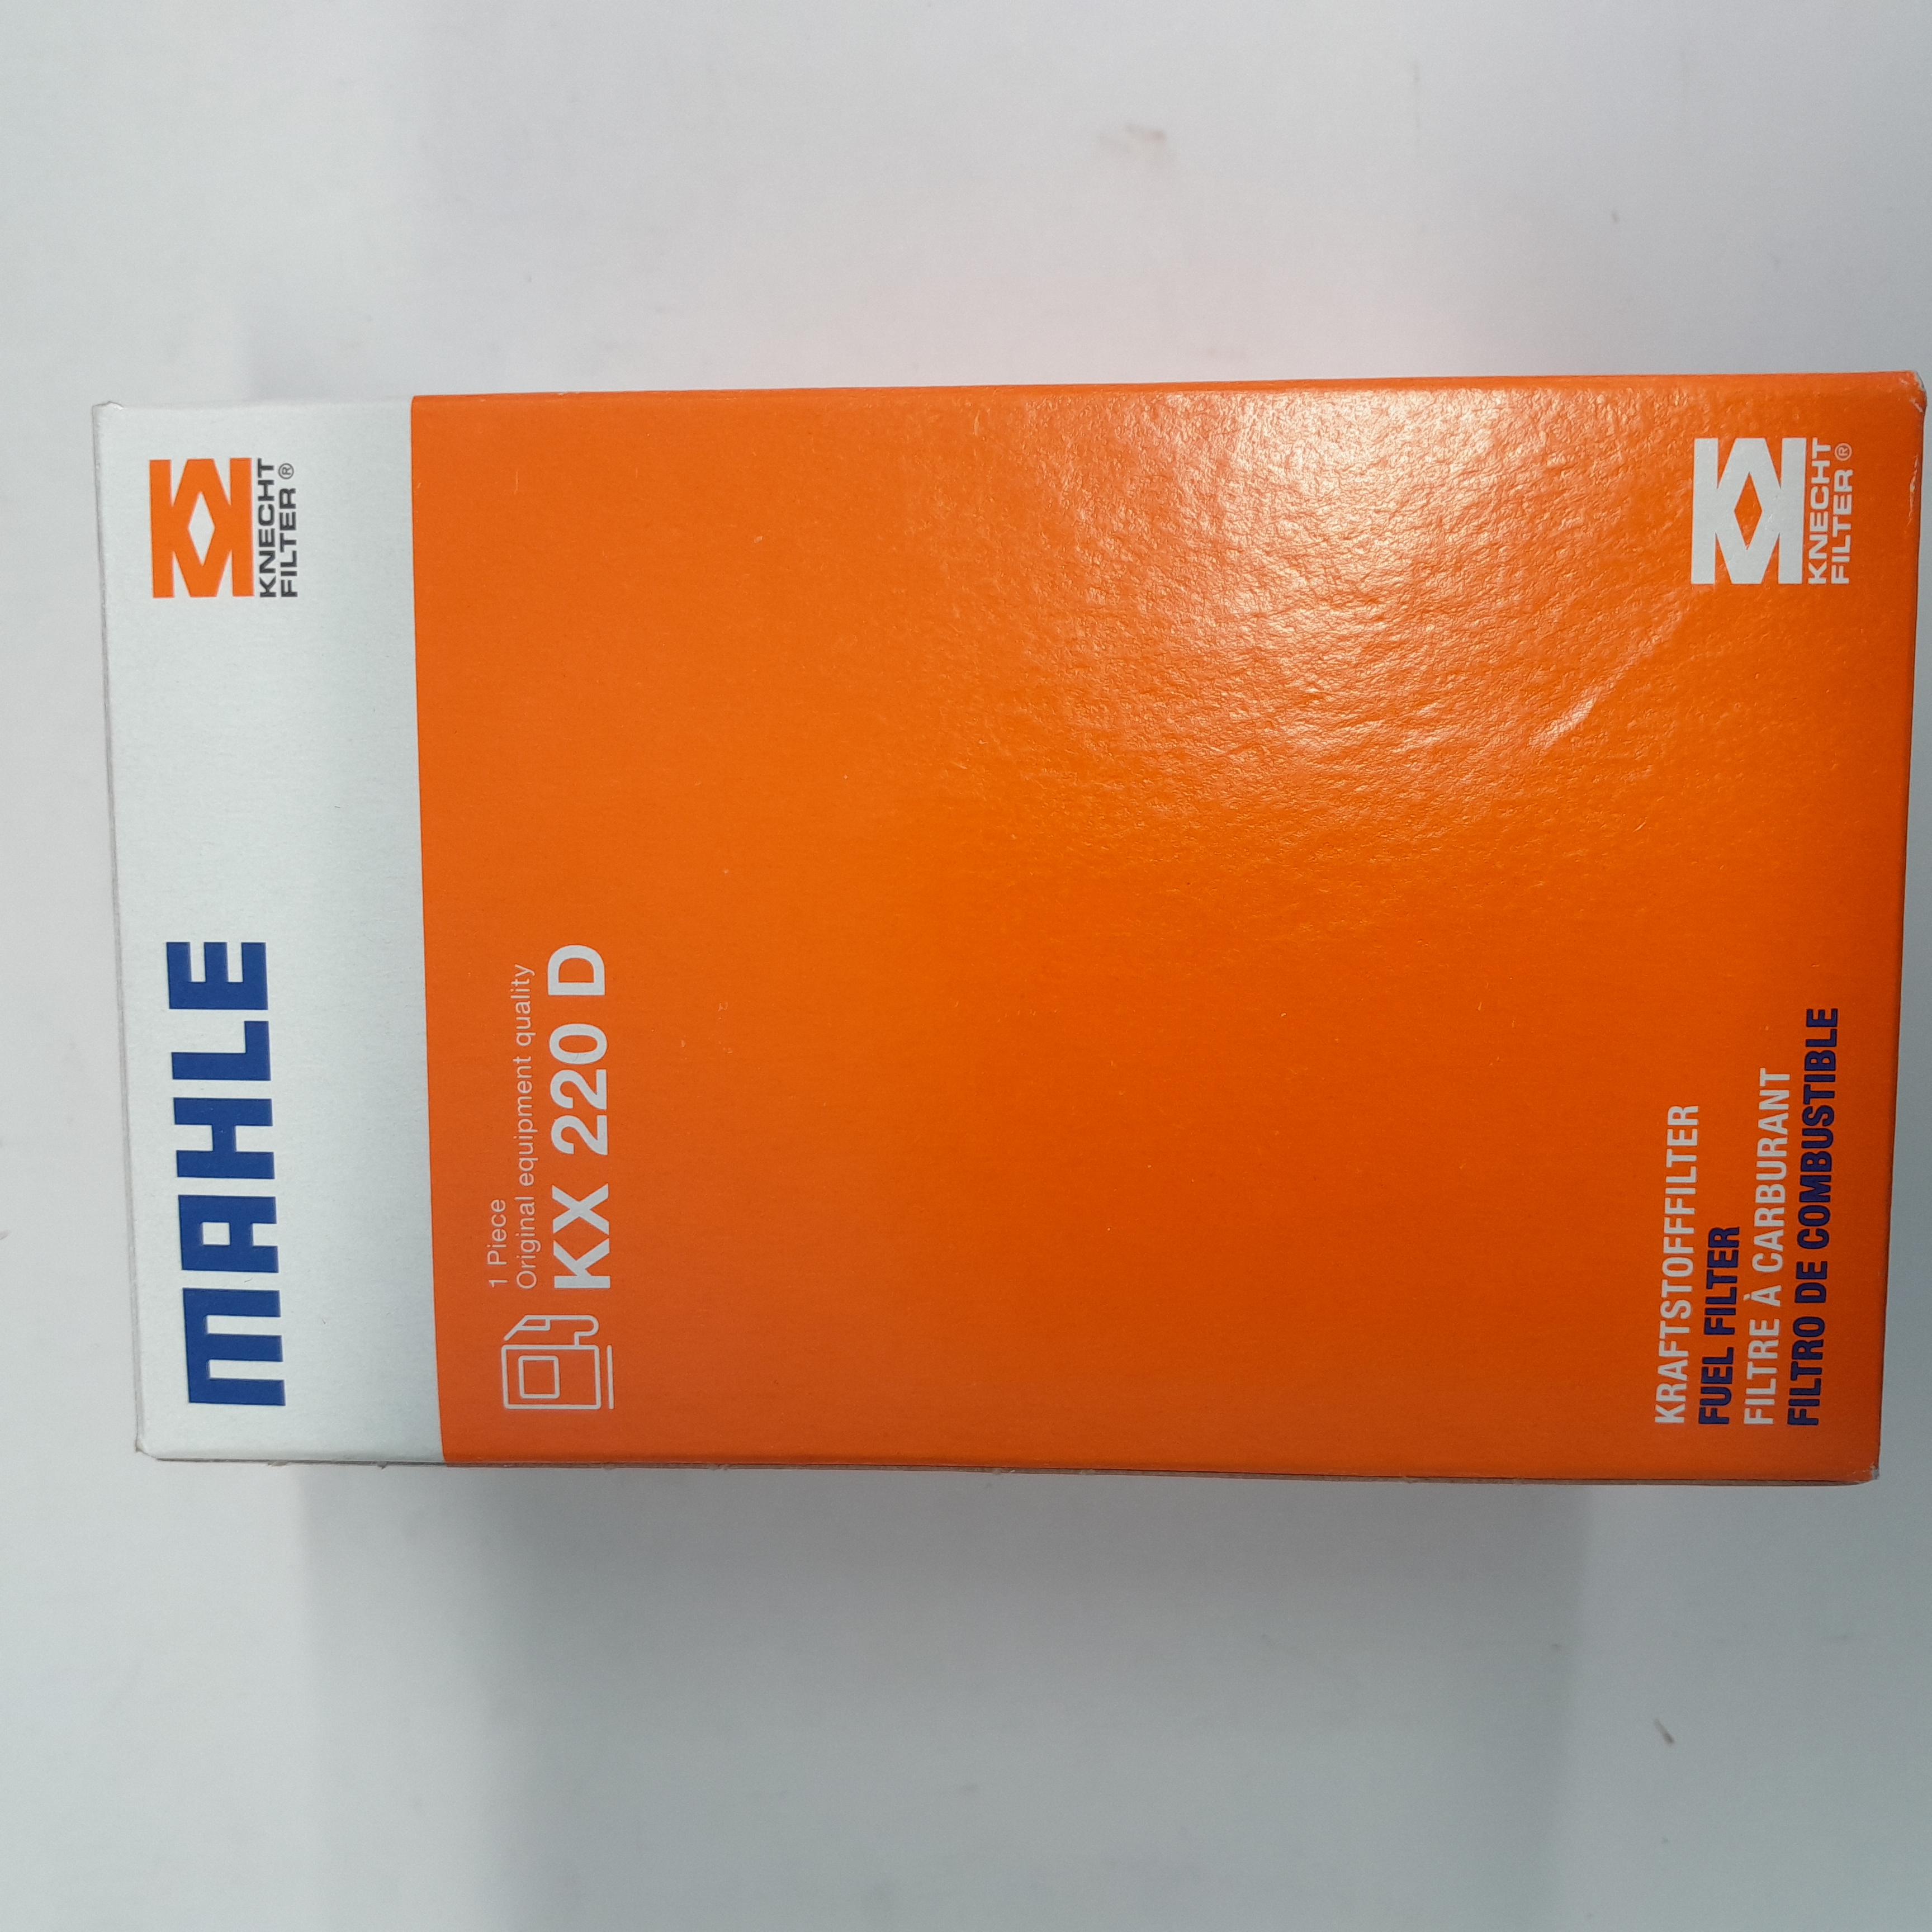 MAHLE
KNECHT
FILTER®
1 Piece
Original equipment quality
KX 220 D
KRAFTSTOFFFILTER
FUEL FILTER
FILTRE À CARBURANT
FILTRO DE COMBUSTIBLE
KNECHT
FILTER®